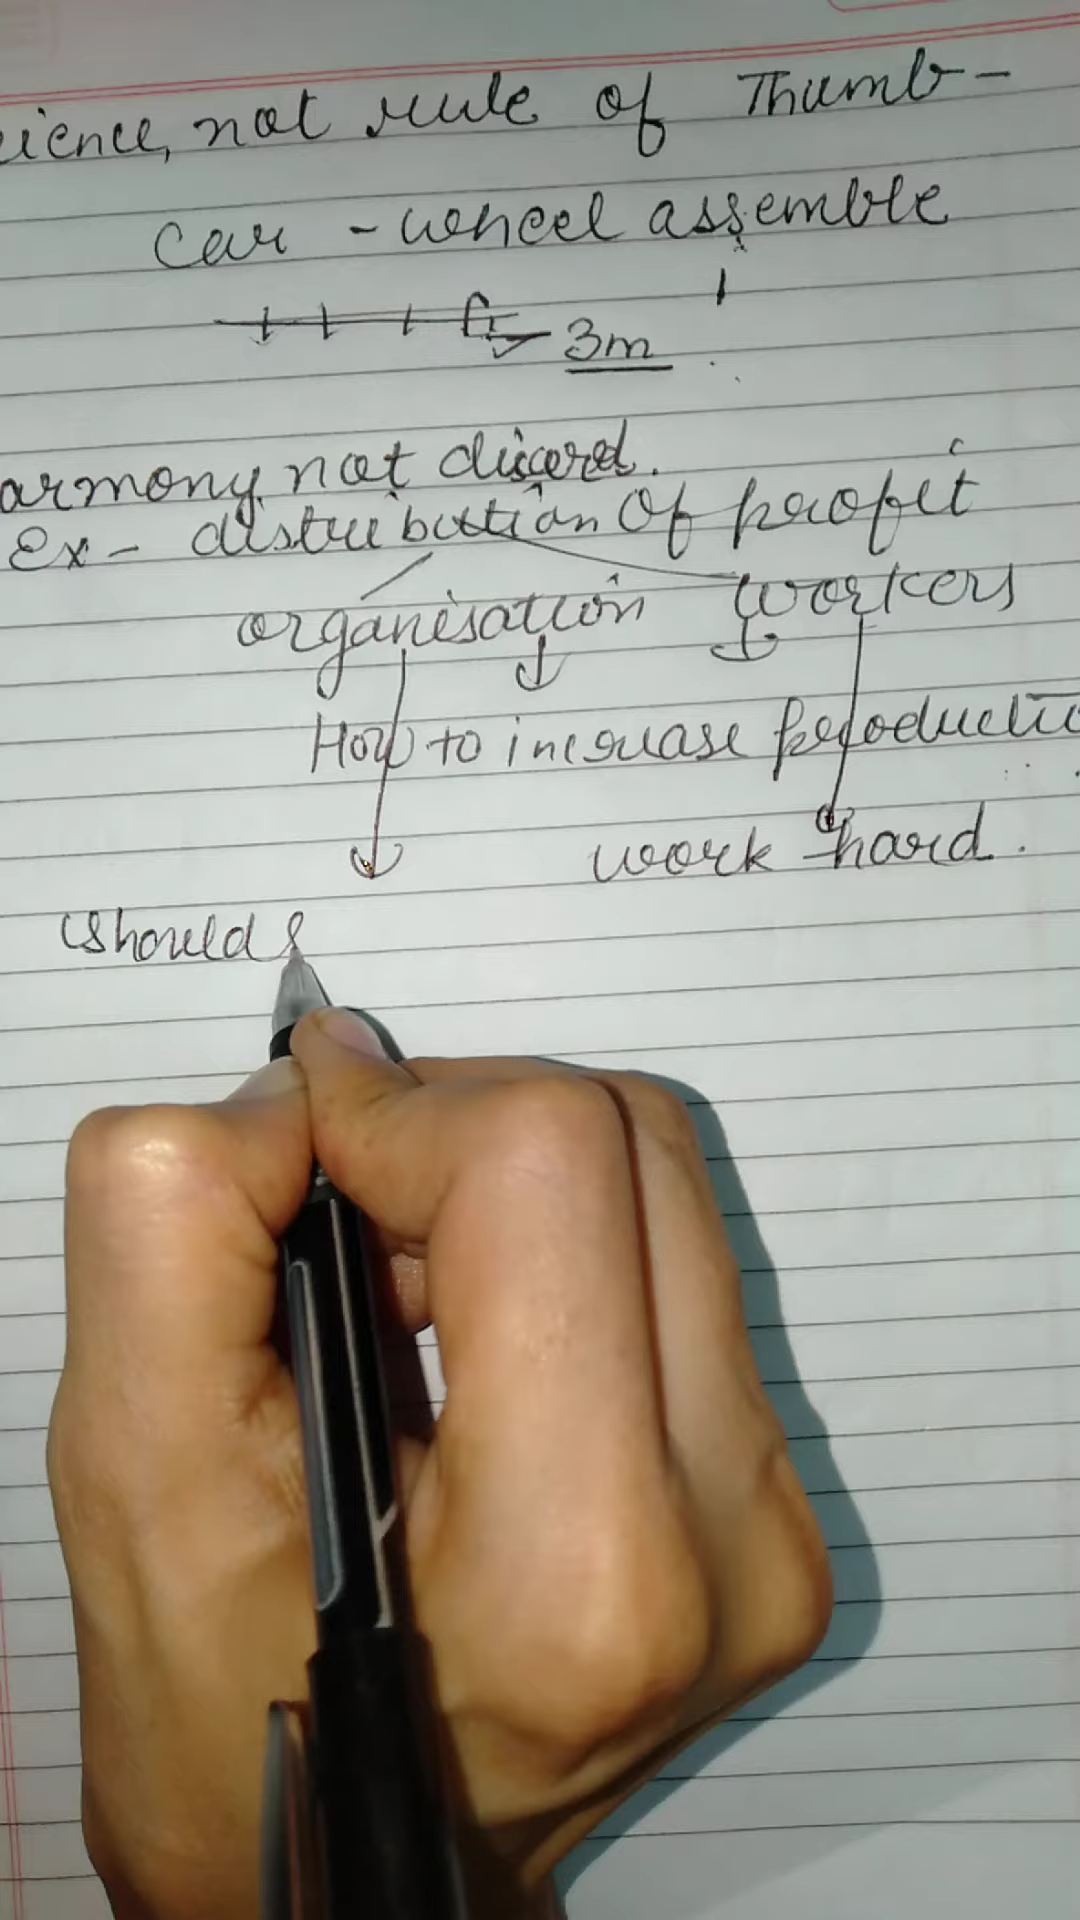 ience, not rule of Thumb -
Car - wheel assemble
3m
armony, not discord.
Ex - distribution of profit
organisation workers
How to increase productio
work hard.
should